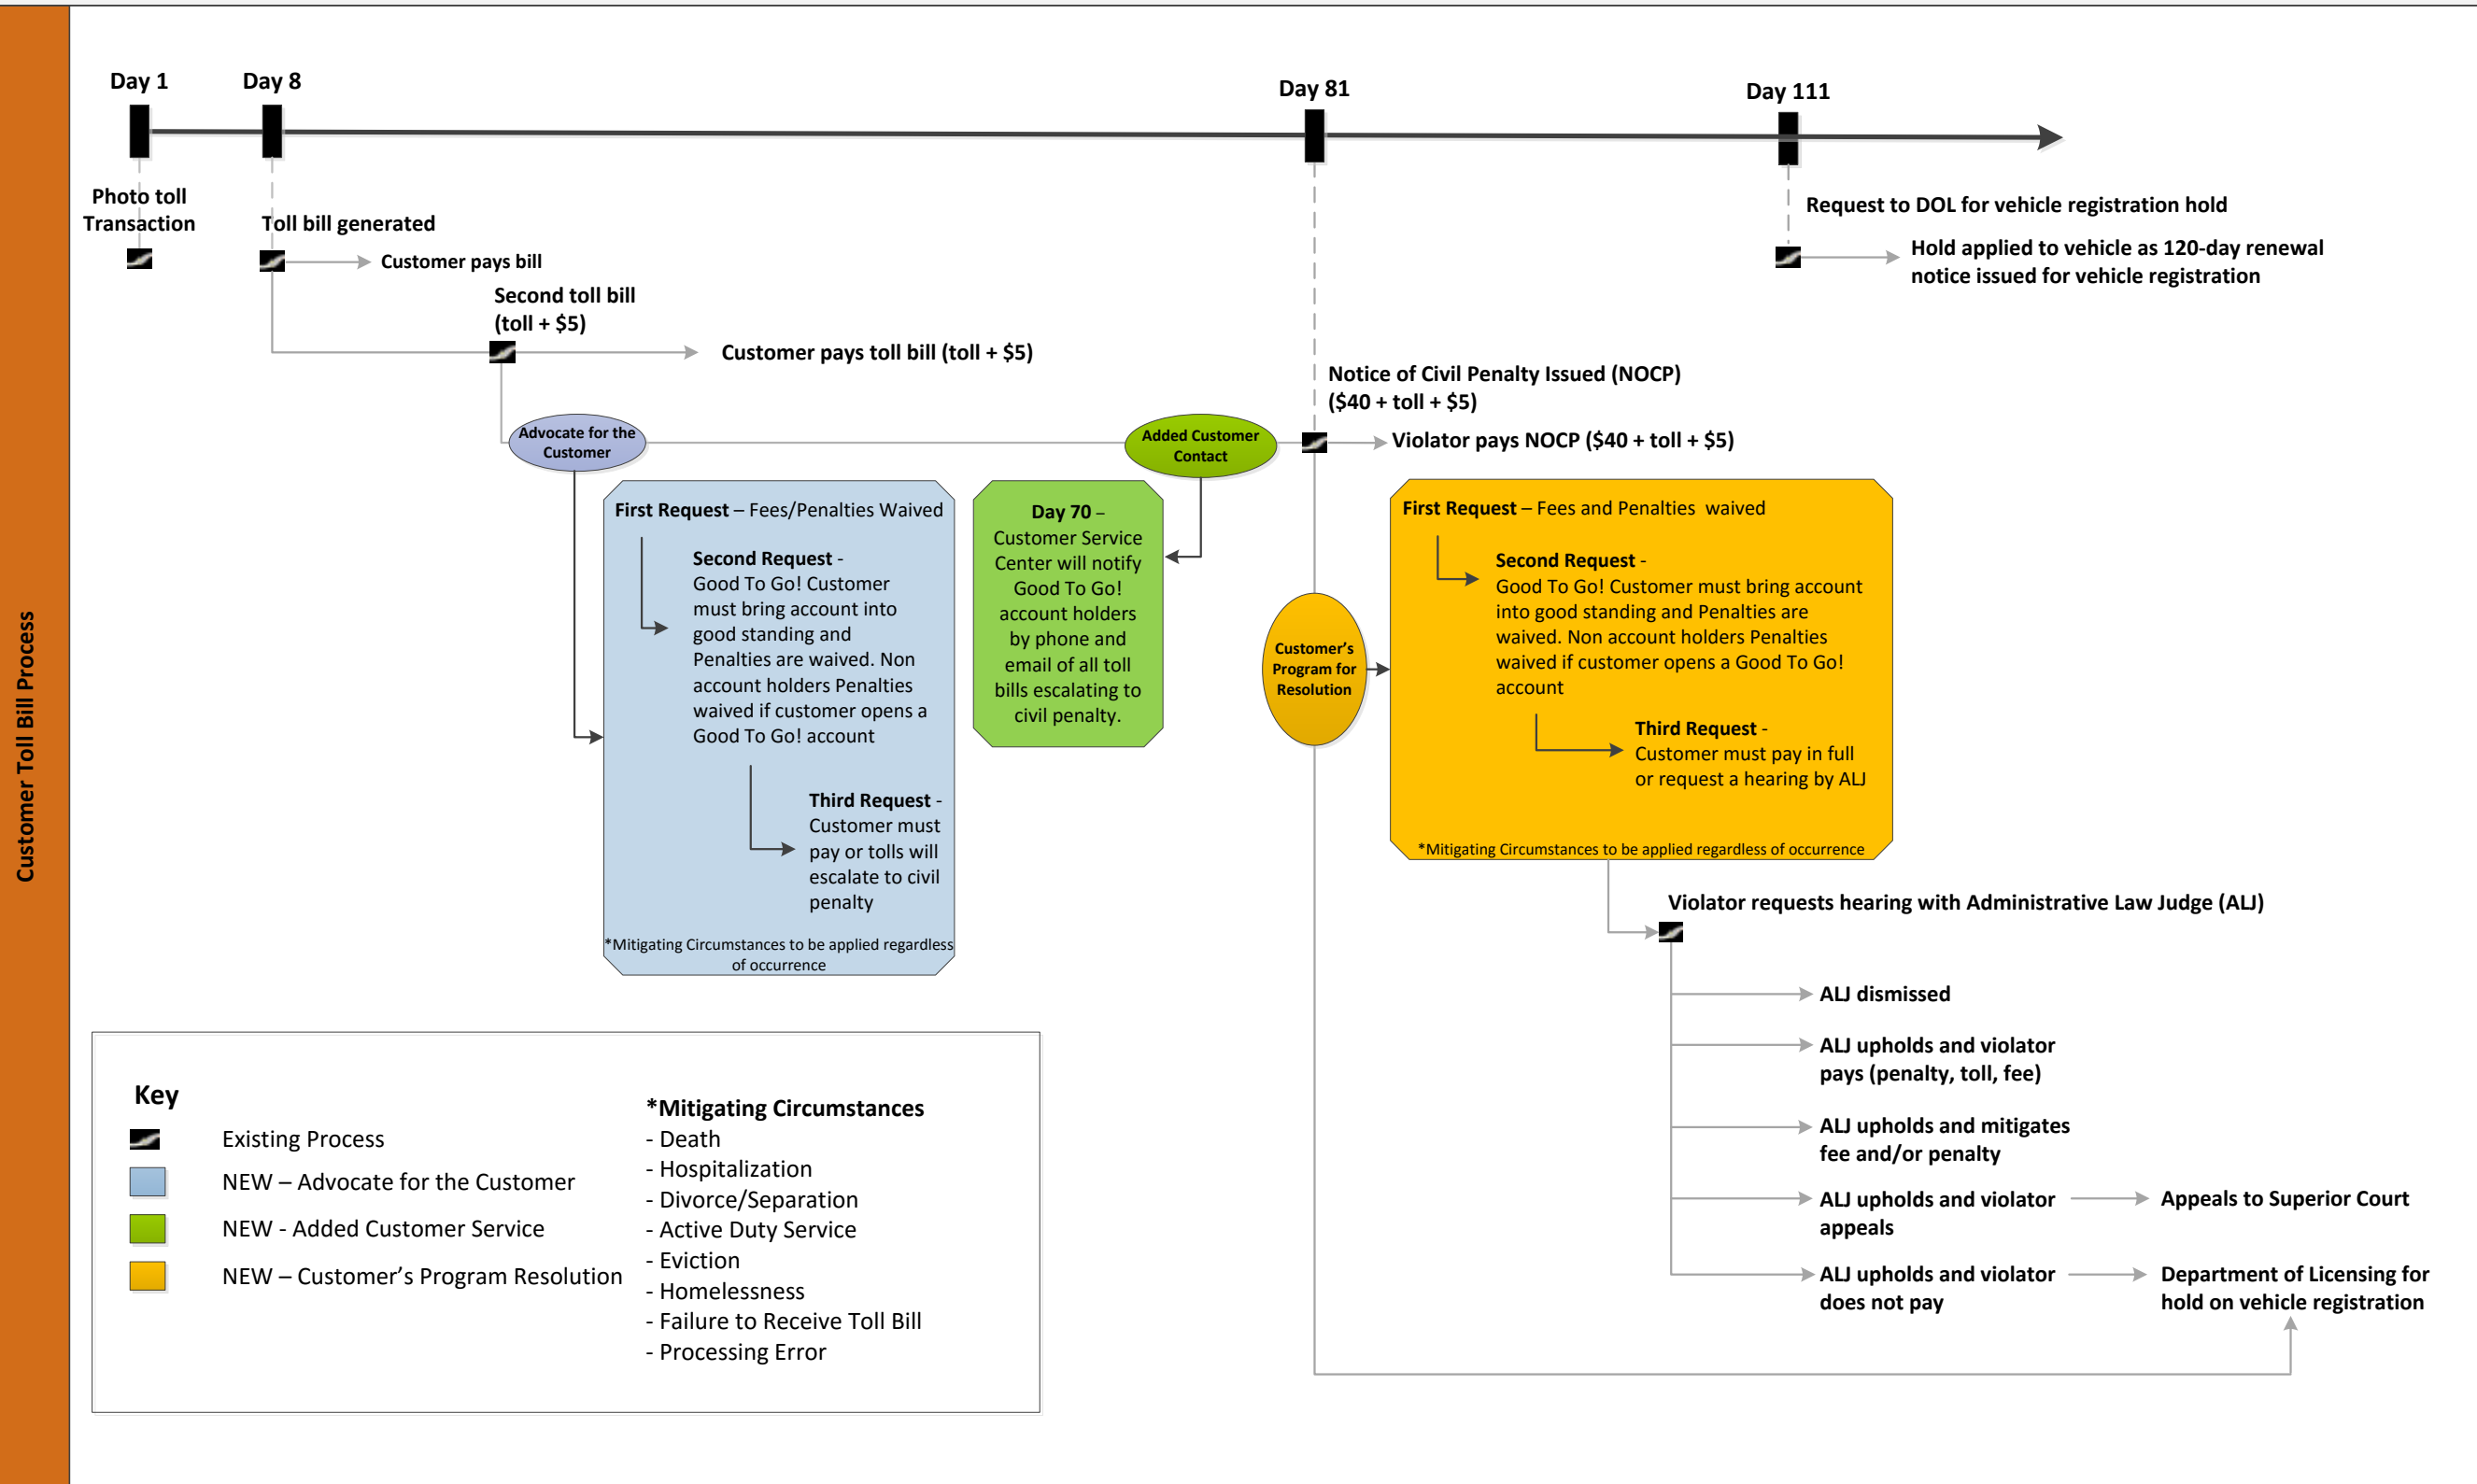 Customer Toll Bill Process
Day 1
Day 8
Day 81
Day 111
Photo toll
Transaction
Toll bill generated
Customer pays bill
Second toll bill
(toll + $5)
Customer pays toll bill (toll + $5)
Request to DOL for vehicle registration hold
Hold applied to vehicle as 120-day renewal
notice issued for vehicle registration
Notice of Civil Penalty Issued (NOCP)
($40 + toll + $5)
Violator pays NOCP ($40 + toll + $5)
Advocate for the
Customer
Added Customer
Contact
First Request – Fees/Penalties Waived
Second Request -
Good To Go! Customer
must bring account into
good standing and
Penalties are waived. Non
account holders Penalties
waived if customer opens a
Good To Go! account
Third Request -
Customer must
pay or tolls will
escalate to civil
penalty
*Mitigating Circumstances to be applied regardless
of occurrence
Day 70 –
Customer Service
Center will notify
Good To Go!
account holders
by phone and
email of all toll
bills escalating to
civil penalty.
Customer’s
Program for
Resolution
First Request – Fees and Penalties waived
Second Request -
Good To Go! Customer must bring account
into good standing and Penalties are
waived. Non account holders Penalties
waived if customer opens a Good To Go!
account
Third Request -
Customer must pay in full
or request a hearing by ALJ
*Mitigating Circumstances to be applied regardless of occurrence
Violator requests hearing with Administrative Law Judge (ALJ)
ALJ dismissed
ALJ upholds and violator
pays (penalty, toll, fee)
ALJ upholds and mitigates
fee and/or penalty
ALJ upholds and violator
appeals
Appeals to Superior Court
ALJ upholds and violator
does not pay
Department of Licensing for
hold on vehicle registration
Key
Existing Process
NEW – Advocate for the Customer
NEW - Added Customer Service
NEW – Customer’s Program Resolution
*Mitigating Circumstances
- Death
- Hospitalization
- Divorce/Separation
- Active Duty Service
- Eviction
- Homelessness
- Failure to Receive Toll Bill
- Processing Error